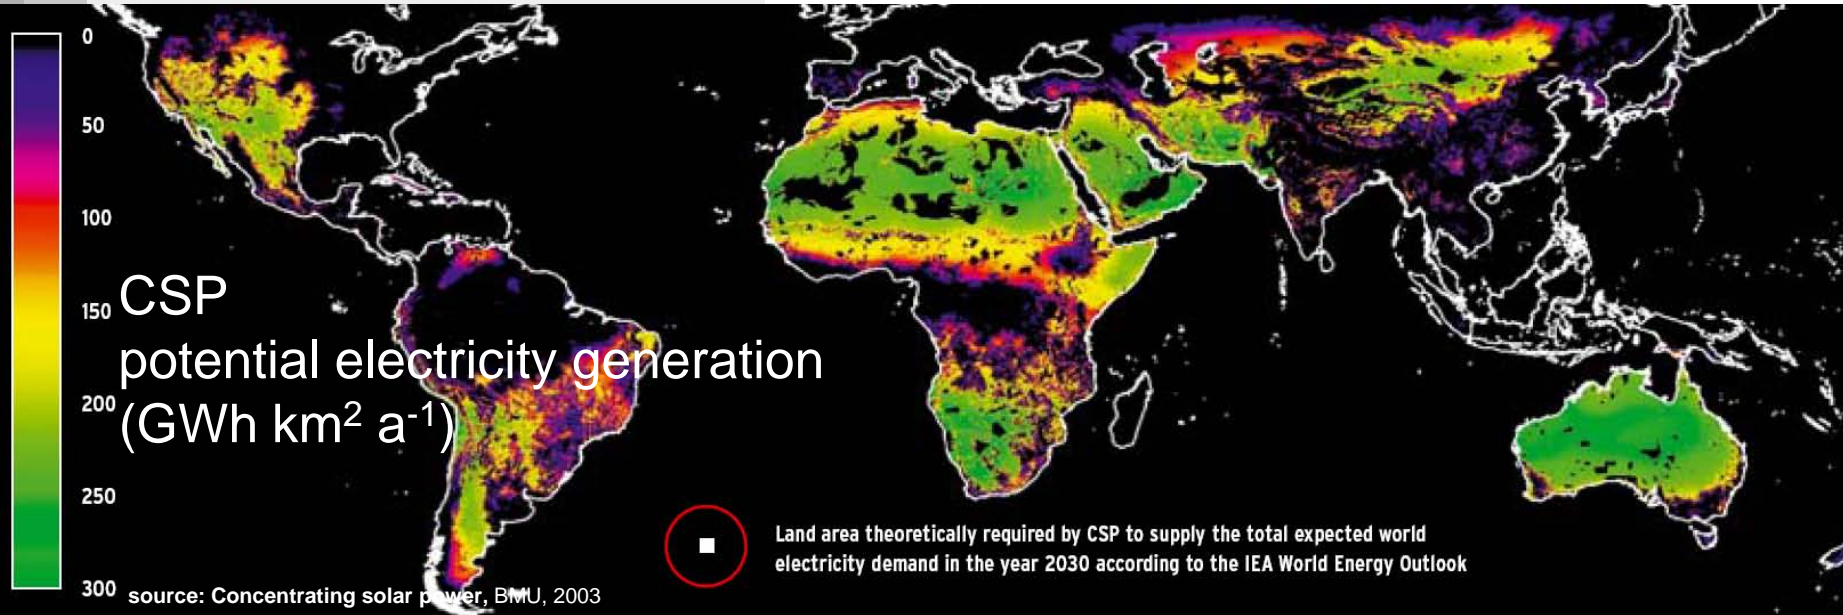 0
50
100
150
200
250
300
CSP
potential electricity generation
(GWh km² a⁻¹)
Land area theoretically required by CSP to supply the total expected world
electricity demand in the year 2030 according to the IEA World Energy Outlook
source: Concentrating solar power, BMU, 2003